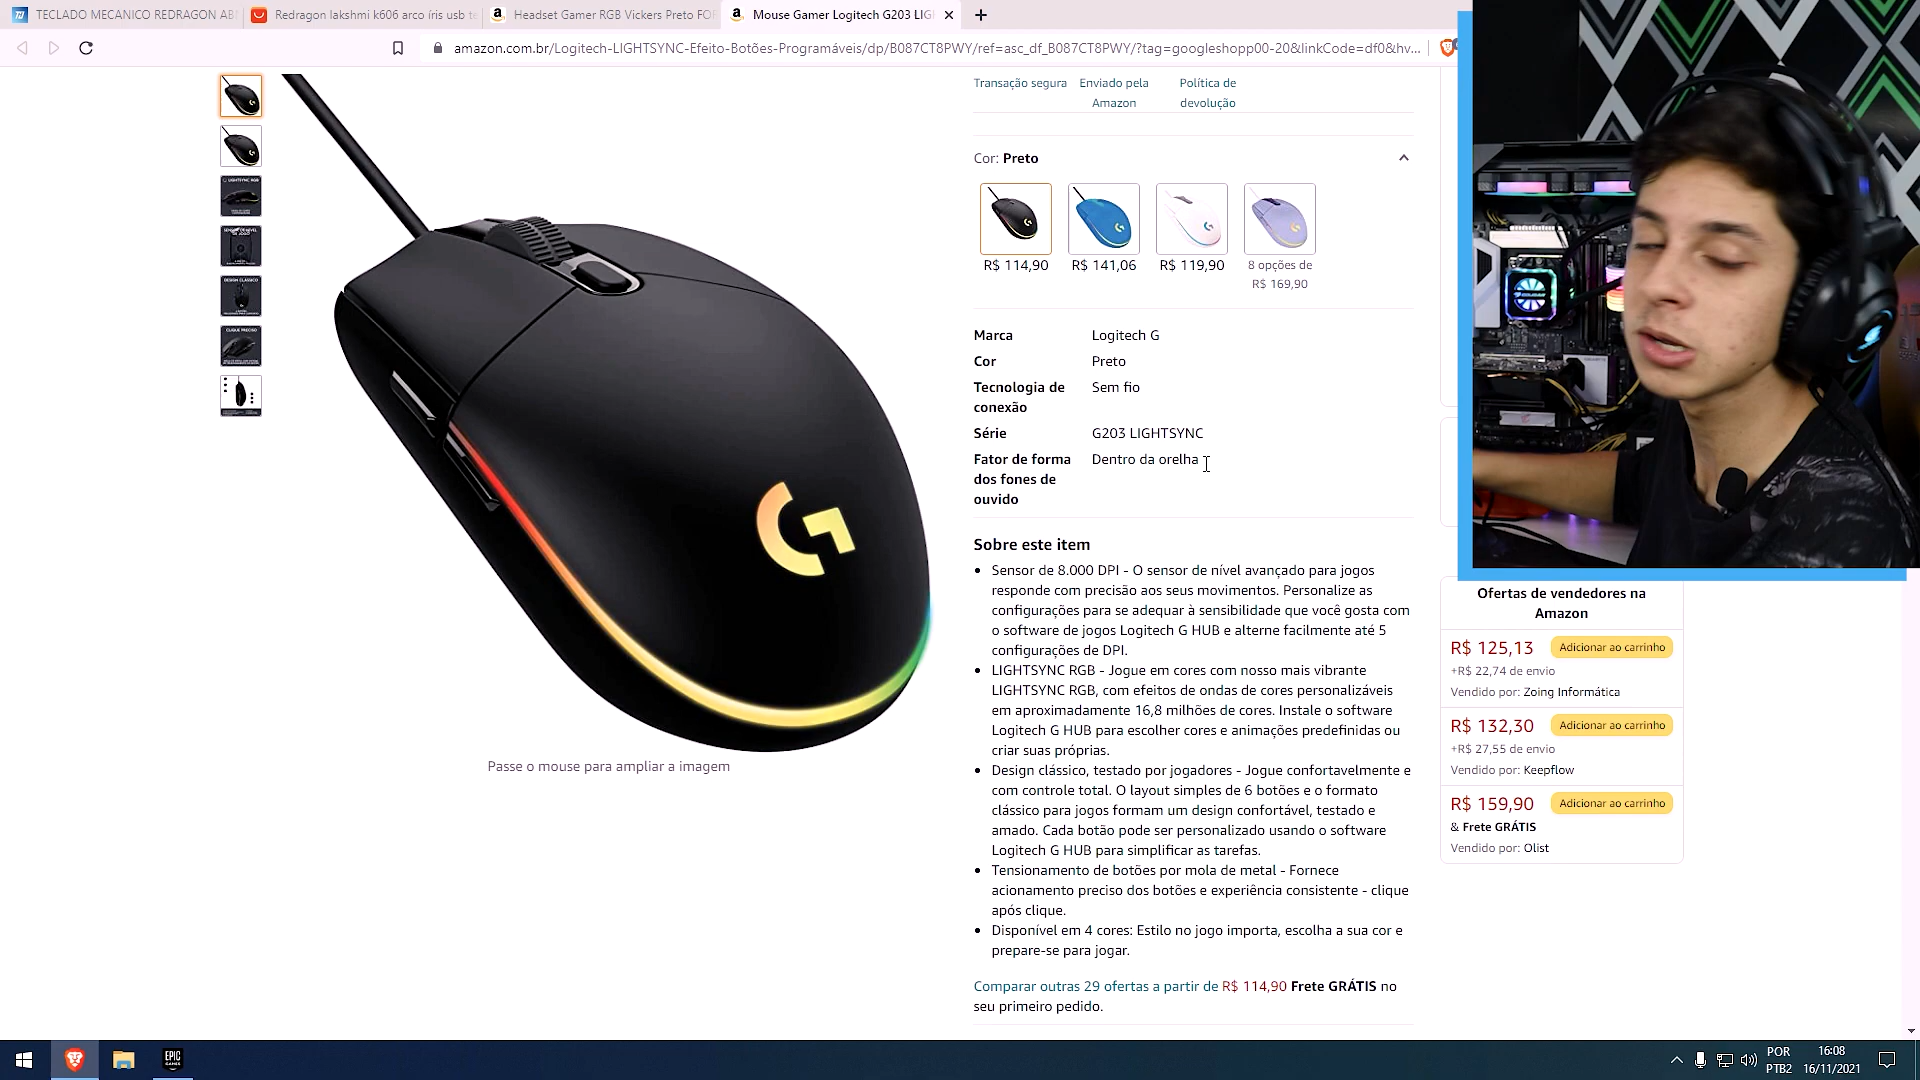 TECLADO MECANICO REDRAGON AB
Redragon lakshmi k606 arco íris usb te
Headset Gamer RGB Vickers Preto FO
Mouse Gamer Logitech G203 LIG
amazon.com.br/Logitech-LIGHTSYNC-Efeito-Botões-Programáveis/dp/B087CT8PWY/ref=asc_df_B087CT8PWY/?tag=googleshopp00-20&linkCode=df0&hv...
Transação segura
Enviado pela
Amazon
Política de
devolução
Cor: Preto
R$ 114,90
R$ 141,06
R$ 119,90
8 opções de
R$ 169,90
Marca Logitech G
Cor Preto
Tecnologia de Sem fio
conexão
Série G203 LIGHTSYNC
Fator de forma Dentro da orelha
dos fones de
ouvido
Sobre este item
Sensor de 8.000 DPI - O sensor de nível avançado para jogos
responde com precisão aos seus movimentos. Personalize as
configurações para se adequar à sensibilidade que você gosta com
o software de jogos Logitech G HUB e alterne facilmente até 5
configurações de DPI.
LIGHTSYNC RGB - Jogue em cores com nosso mais vibrante
LIGHTSYNC RGB, com efeitos de ondas de cores personalizáveis
em aproximadamente 16,8 milhões de cores. Instale o software
Logitech G HUB para escolher cores e animações predefinidas ou
criar suas próprias.
Design clássico, testado por jogadores - Jogue confortavelmente e
com controle total. O layout simples de 6 botões e o formato
clássico para jogos formam um design confortável, testado e
amado. Cada botão pode ser personalizado usando o software
Logitech G HUB para simplificar as tarefas.
Tensionamento de botões por mola de metal - Fornece
acionamento preciso dos botões e experiência consistente - clique
após clique.
Disponível em 4 cores: Estilo no jogo importa, escolha a sua cor e
prepare-se para jogar.
Comparar outras 29 ofertas a partir de R$ 114,90 Frete GRÁTIS no
seu primeiro pedido.
Passe o mouse para ampliar a imagem
Ofertas de vendedores na
Amazon
R$ 125,13 Adicionar ao carrinho
+R$ 22,74 de envio
Vendido por: Zoing Informática
R$ 132,30 Adicionar ao carrinho
+R$ 27,55 de envio
Vendido por: Keepflow
R$ 159,90 Adicionar ao carrinho
& Frete GRÁTIS
Vendido por: Olist
EPIC
GAMES
POR
PTB2
16:08
16/11/2021